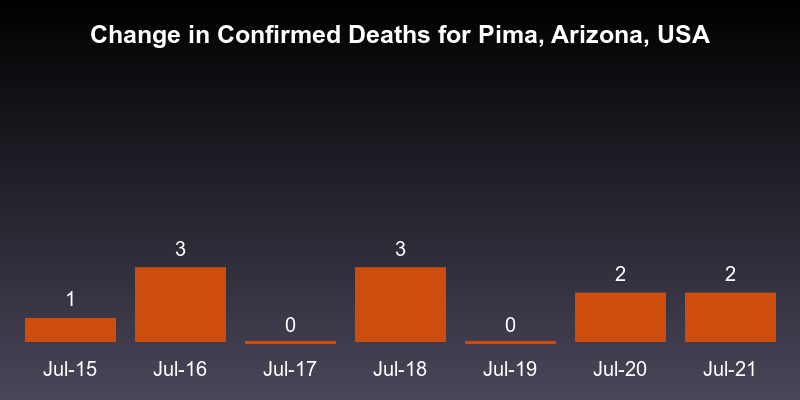 Change in Confirmed Deaths for Pima, Arizona, USA
1 3 0 3 0 2 2
Jul-15 Jul-16 Jul-17 Jul-18 Jul-19 Jul-20 Jul-21